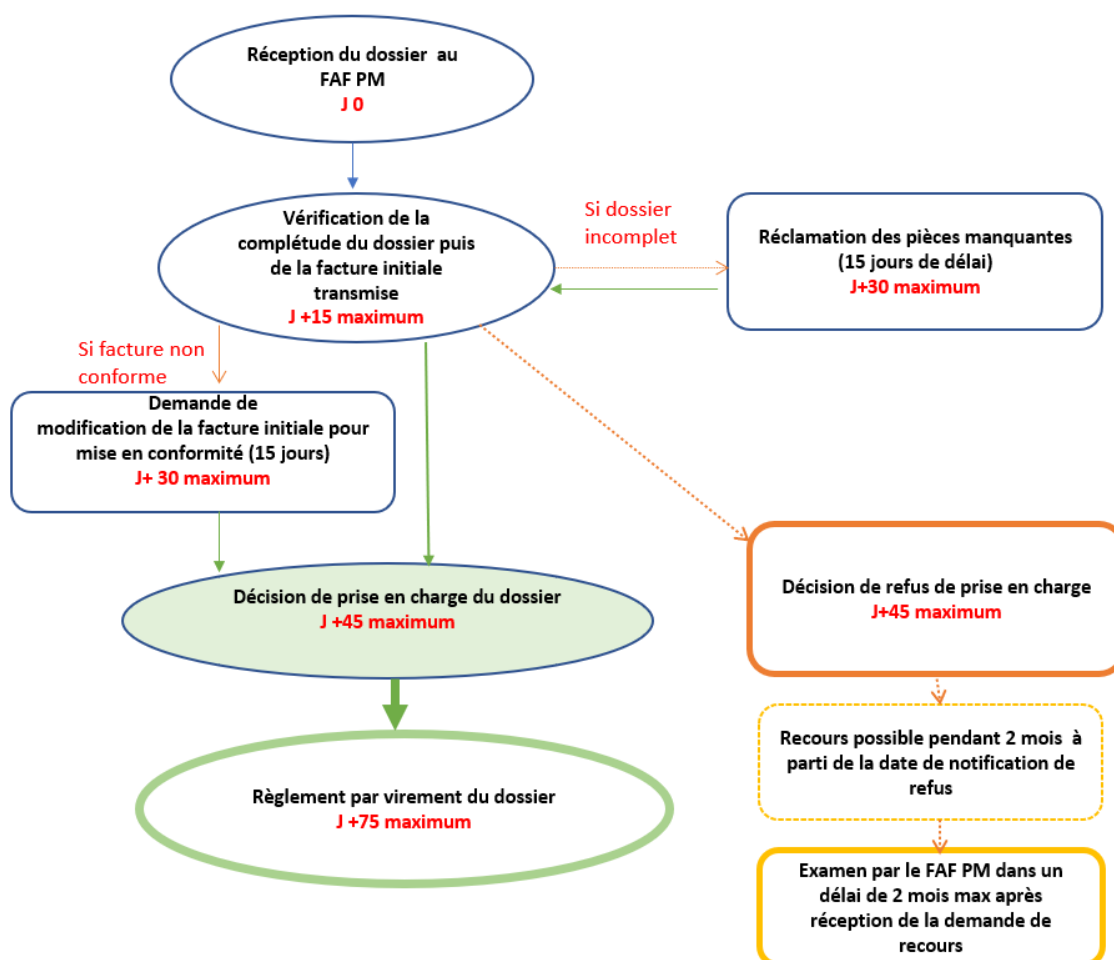 Réception du dossier au
FAF PM
J 0
Vérification de la
complétude du dossier puis
de la facture initiale
transmise
J +15 maximum
Si dossier
incomplet
Réclamation des pièces manquantes
(15 jours de délai)
J+30 maximum
Si facture non
conforme
Demande de
modification de la facture initiale pour
mise en conformité (15 jours)
J+ 30 maximum
Décision de prise en charge du dossier
J +45 maximum
Décision de refus de prise en charge
J+45 maximum
Règlement par virement du dossier
J +75 maximum
Recours possible pendant 2 mois à
parti de la date de notification de
refus
Examen par le FAF PM dans un
délai de 2 mois max après
réception de la demande de
recours